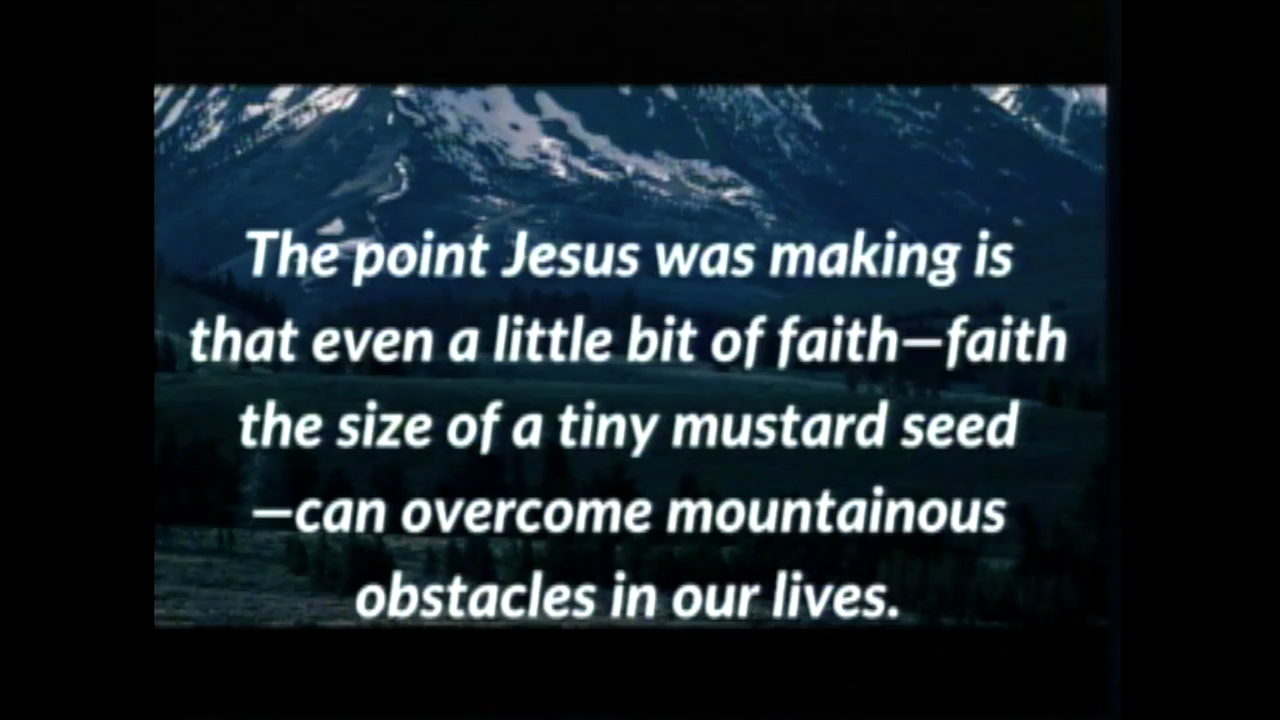 The point Jesus was making is
that even a little bit of faith—faith
the size of a tiny mustard seed
—can overcome mountainous
obstacles in our lives.